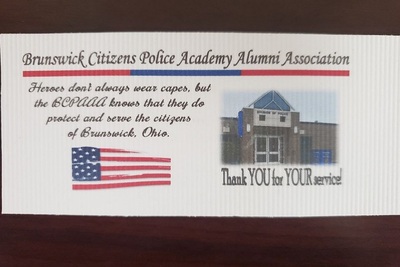 Brunswick Citizens Police Academy Alumni Association
Heroes don't always wear capes, but
the BCPAAA knows that they do
protect and serve the citizens
of Brunswick, Ohio.
Thank YOU for YOUR service!